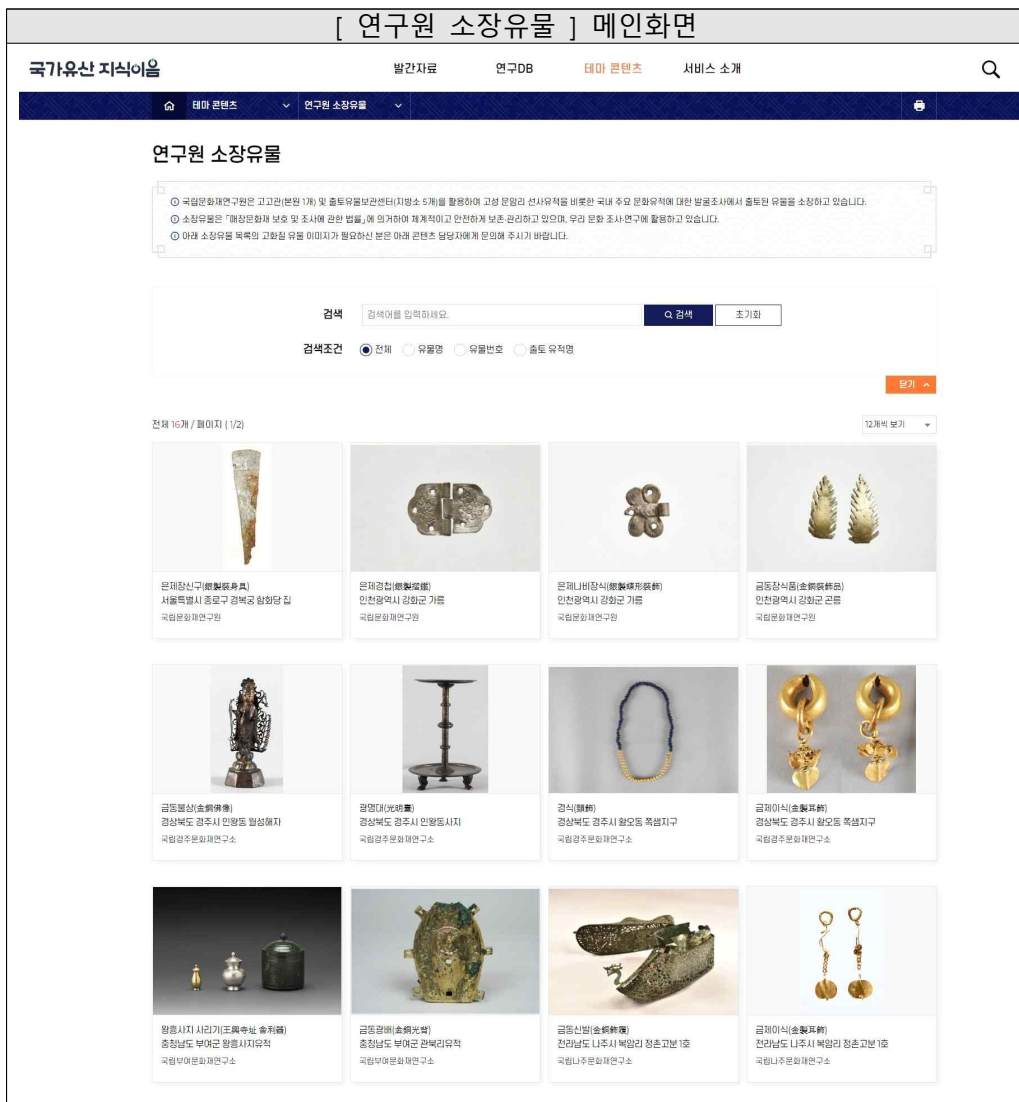 [ 연구원 소장유물 ] 메인화면
국가유산 지식이음
발간자료 연구DB 테마 콘텐츠 서비스 소개
테마 콘텐츠 연구원 소장유물
연구원 소장유물
국립문화재연구원은 고고관(본원 1개) 및 출토유물보관센터(지방소 5개)를 활용하여 고성 문암리 선사유적을 비롯한 국내 주요 문화유적에 대한 발굴조사에서 출토된 유물을 소장하고 있습니다.
소장유물은 「매장문화재 보호 및 조사에 관한 법률」에 의거하여 체계적이고 안전하게 보존·관리하고 있으며, 우리 문화 조사·연구에 활용하고 있습니다.
아래 소장유물 목록의 고화질 유물 이미지가 필요하신 분은 아래 콘텐츠 담당자에게 문의해 주시기 바랍니다.
검색 검색어를 입력하세요. 검색 초기화
검색조건 전체 유물명 유물번호 출토 유적명
닫기
전체 16개 / 페이지 ( 1/2) 12개씩 보기
은제장신구(銀製裝身具)
서울특별시 종로구 경복궁 함화당 집
국립문화재연구원
은제경첩(銀製摺鐵)
인천광역시 강화군 가릉
국립문화재연구원
은제나비장식(銀製蝶形裝飾)
인천광역시 강화군 가릉
국립문화재연구원
금동장식품(金銅裝飾品)
인천광역시 강화군 곤릉
국립문화재연구원
금동불상(金銅佛像)
경상북도 경주시 인왕동 월성해자
국립경주문화재연구소
광명대(光明臺)
경상북도 경주시 인왕동사지
국립경주문화재연구소
경식(頸飾)
경상북도 경주시 황오동 쪽샘지구
국립경주문화재연구소
금제이식(金製耳飾)
경상북도 경주시 황오동 쪽샘지구
국립경주문화재연구소
왕흥사지 사리기(王興寺址 舍利器)
충청남도 부여군 왕흥사지유적
국립부여문화재연구소
금동광배(金銅光背)
충청남도 부여군 관북리유적
국립부여문화재연구소
금동신발(金銅飾履)
전라남도 나주시 복암리 정촌고분 1호
국립나주문화재연구소
금제이식(金製耳飾)
전라남도 나주시 복암리 정촌고분 1호
국립나주문화재연구소